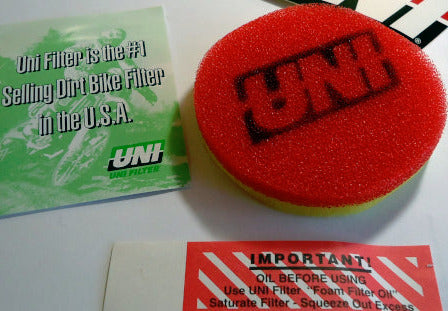 Uni Filter is the #1
Selling Dirt Bike Filter
in the U.S.A.
UNI
UNI FILTER
UNI
IMPORTANT!
OIL BEFORE USING
Use UNI Filter "Foam Filter Oil"
Saturate Filter - Squeeze Out Excess